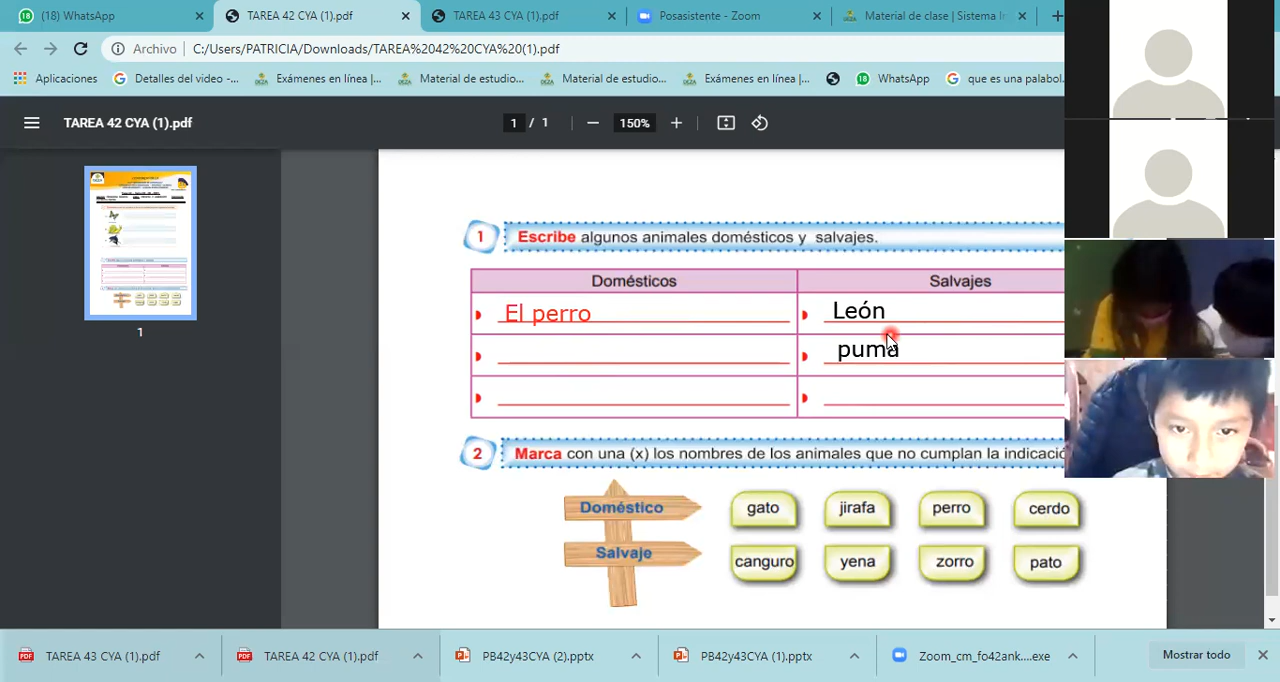 (18) WhatsApp
TAREA 42 CYA (1).pdf
TAREA 43 CYA (1).pdf
Posasistente - Zoom
Material de clase | Sistema In
Archivo
C:/Users/PATRICIA/Downloads/TAREA%2042%20CYA%20(1).pdf
Aplicaciones
Detalles del video -...
Exámenes en línea |...
Material de estudio...
Material de estudio...
Exámenes en línea |...
18 WhatsApp
que es una palabol.
TAREA 42 CYA (1).pdf
1 / 1
150%
1
1 Escribe algunos animales domésticos y salvajes.
Domésticos
Salvajes
El perro
León
puma
2 Marca con una (x) los nombres de los animales que no cumplan la indicació
Doméstico
gato
jirafa
perro
cerdo
Salvaje
canguro
yena
zorro
pato
TAREA 43 CYA (1).pdf
TAREA 42 CYA (1).pdf
PB42y43CYA (2).pptx
PB42y43CYA (1).pptx
Zoom_cm_fo42ank....exe
Mostrar todo